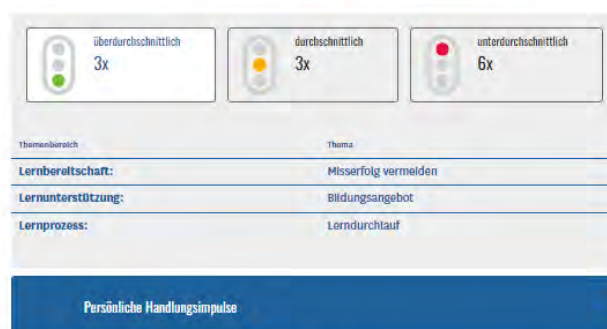 überdurchschnittlich
3x
durchschnittlich
3x
unterdurchschnittlich
6x
Themenbereich Thema
Lernbereitschaft: Misserfolg vermeiden
Lernunterstützung: Bildungsangebot
Lernprozess: Lerndurchlauf
Persönliche Handlungsimpulse